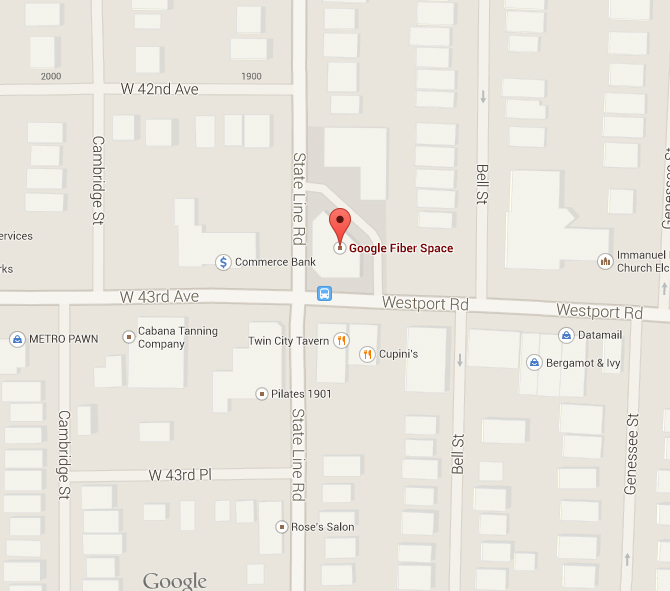 2000
1900
W 42nd Ave
Cambridge St
State Line Rd
Bell St
Genessee St
ervices
rks
Commerce Bank
Google Fiber Space
Immanuel
Church Elc
W 43rd Ave
Westport Rd
Westport Rd
METRO PAWN
Cabana Tanning
Company
Twin City Tavern
Cupini's
Datamail
Bergamot & Ivy
Pilates 1901
Cambridge St
State Line Rd
Bell St
Genessee St
W 43rd Pl
Rose's Salon
Google